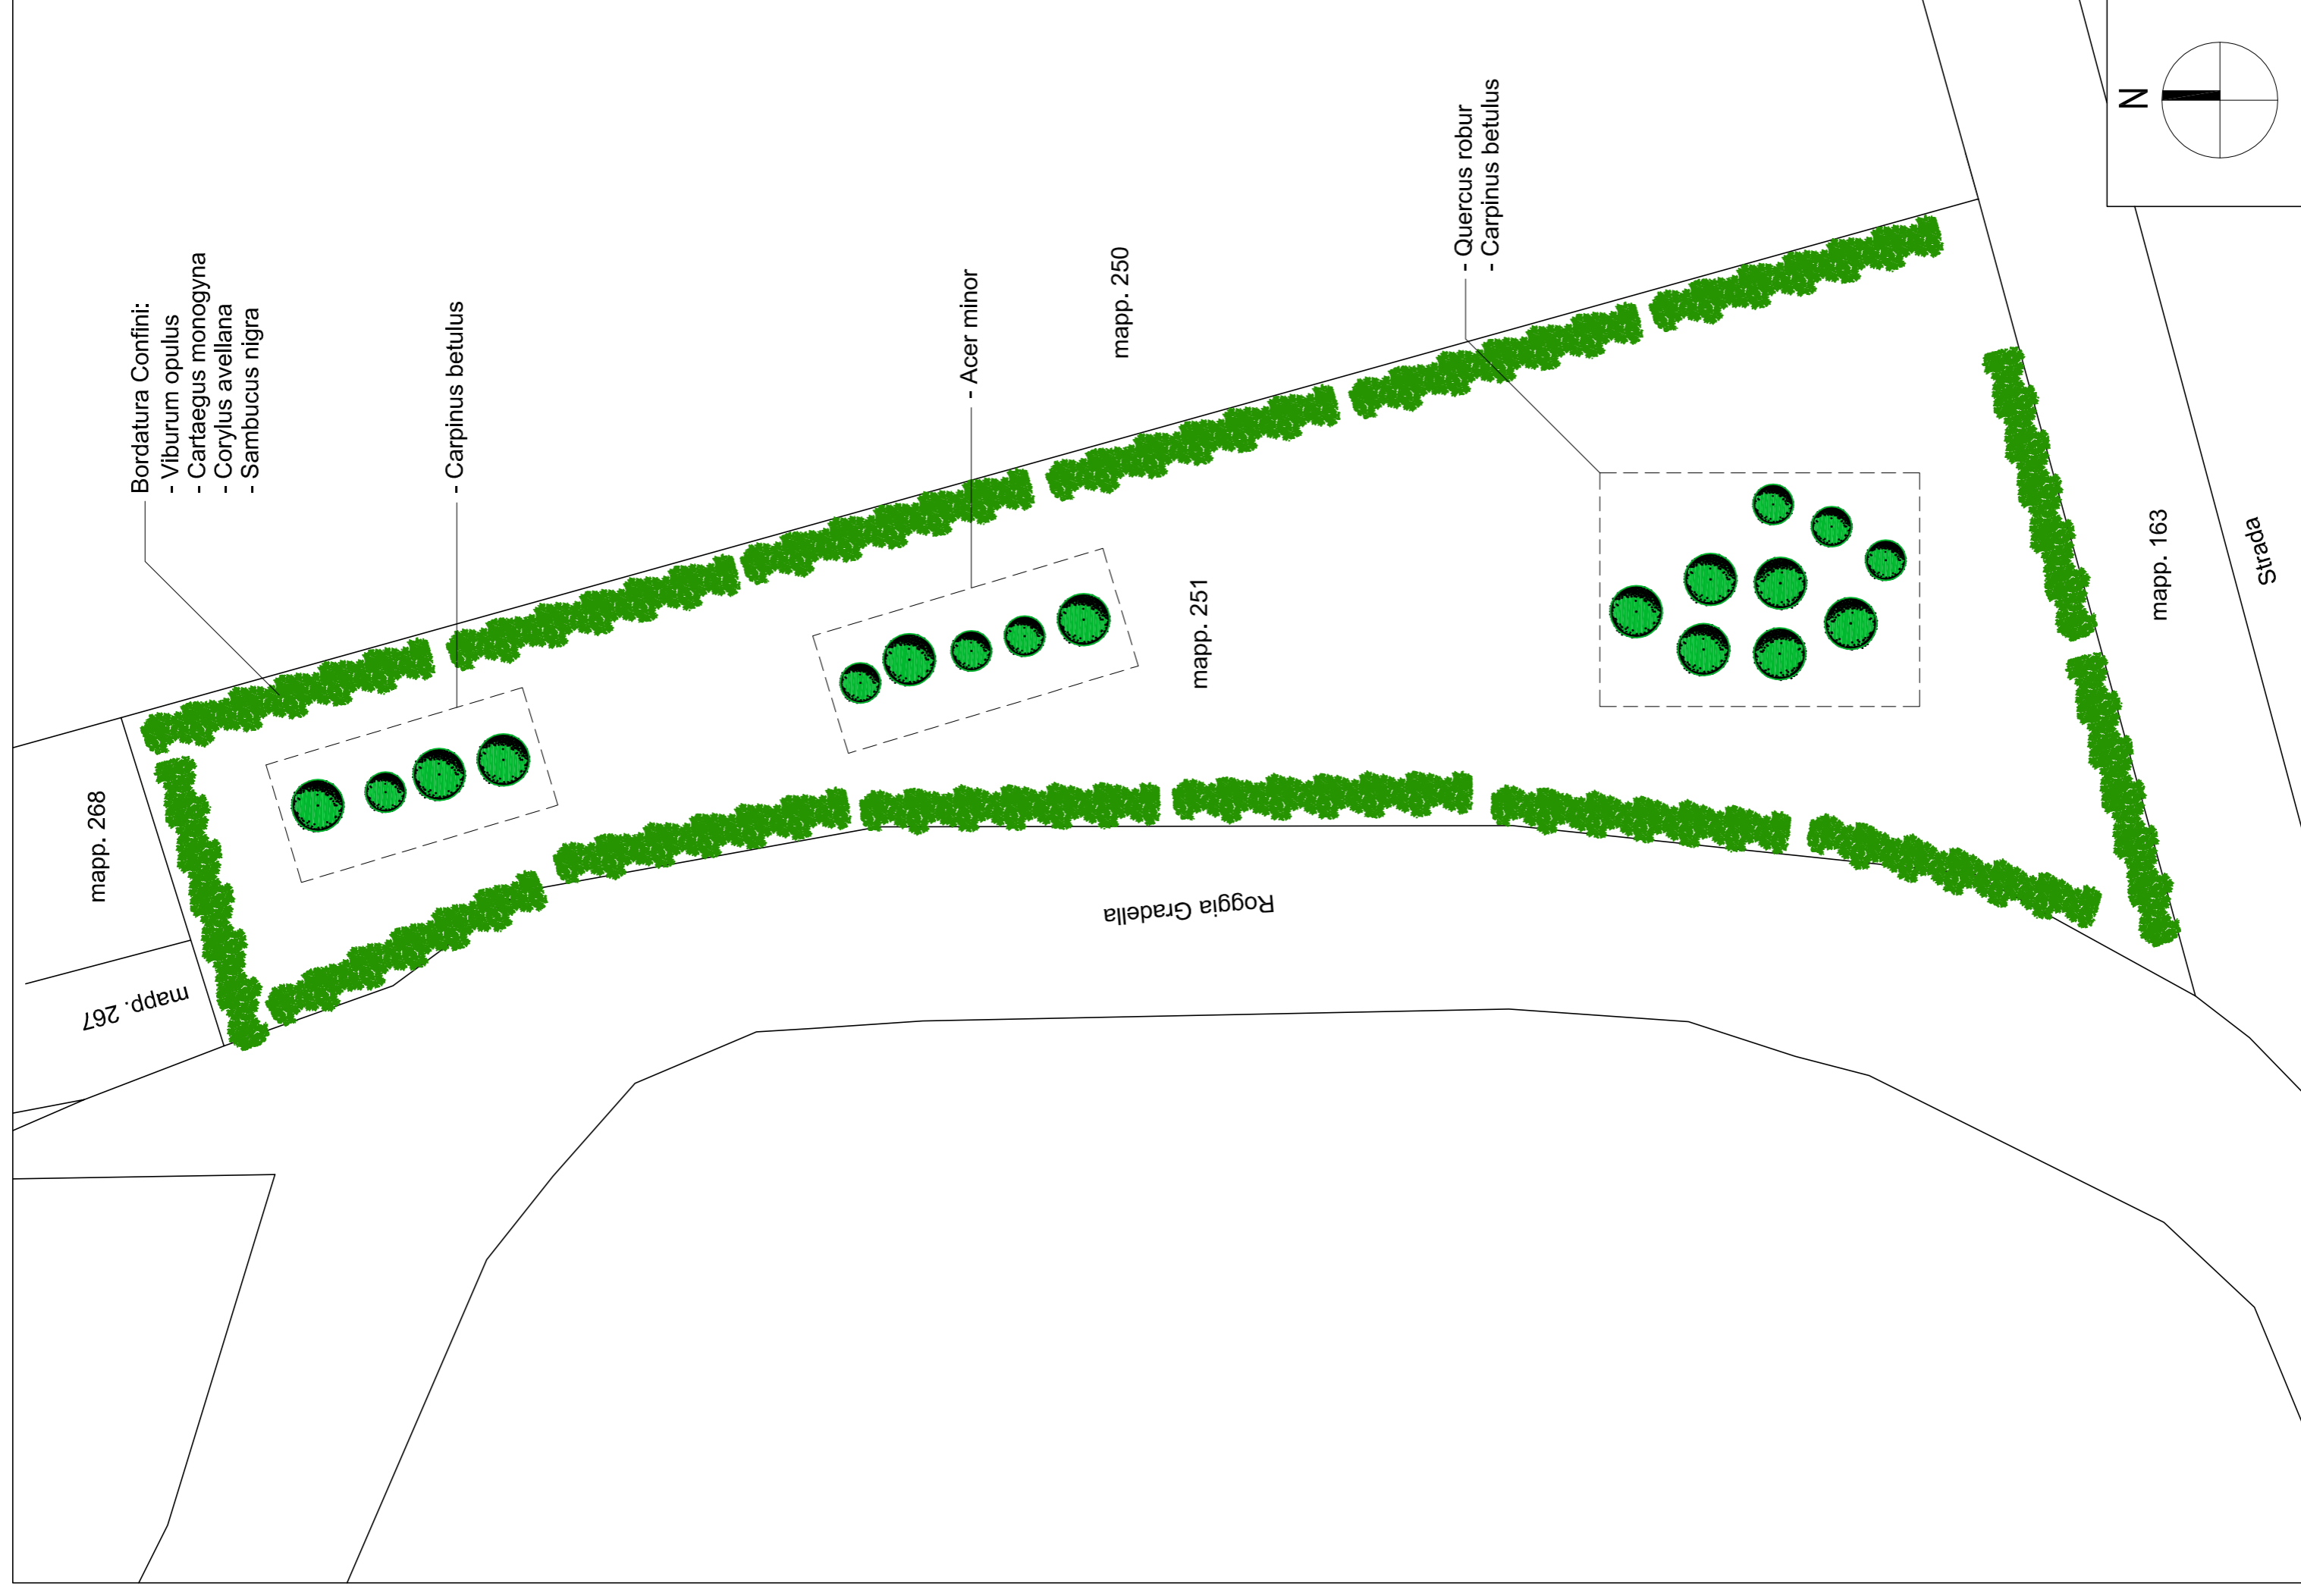 Bordatura Confini:
- Viburum opulus
- Cartaegus monogyna
- Corylus avellana
- Sambucus nigra
- Carpinus betulus
- Acer minor
mapp. 250
- Quercus robur
- Carpinus betulus
N
mapp. 268
mapp. 267
mapp. 251
Roggia Gradella
mapp. 163
Strada